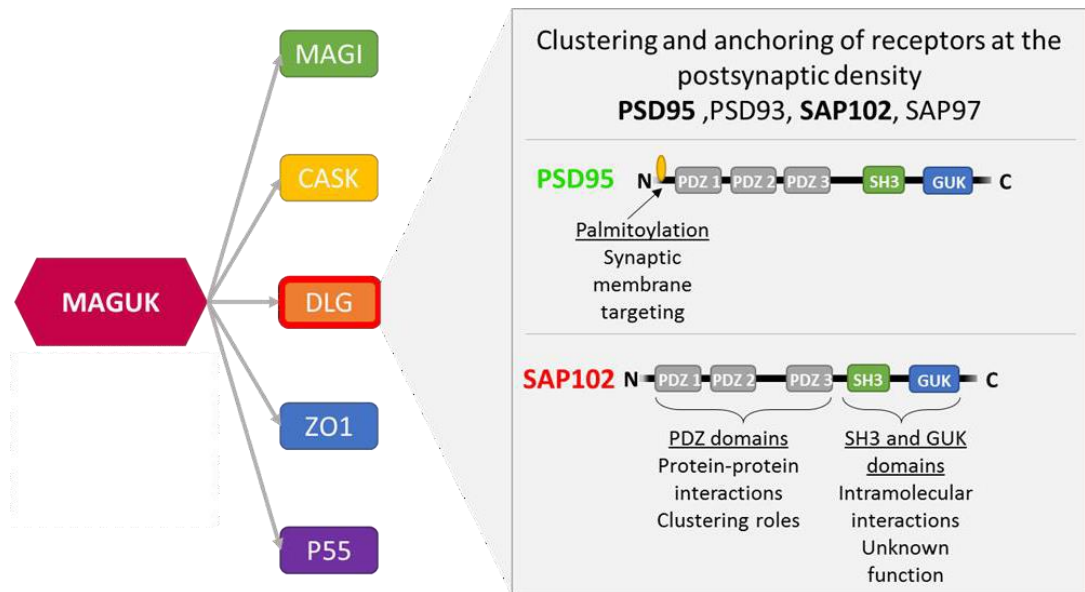 MAGI
CASK
MAGUK
DLG
ZO1
P55
Clustering and anchoring of receptors at the
postsynaptic density
PSD95 ,PSD93, SAP102, SAP97
PSD95 N PDZ 1 PDZ 2 PDZ 3 SH3 GUK C
Palmitoylation
Synaptic
membrane
targeting
SAP102 N PDZ 1 PDZ 2 PDZ 3 SH3 GUK C
PDZ domains
Protein-protein
interactions
Clustering roles
SH3 and GUK
domains
Intramolecular
interactions
Unknown
function